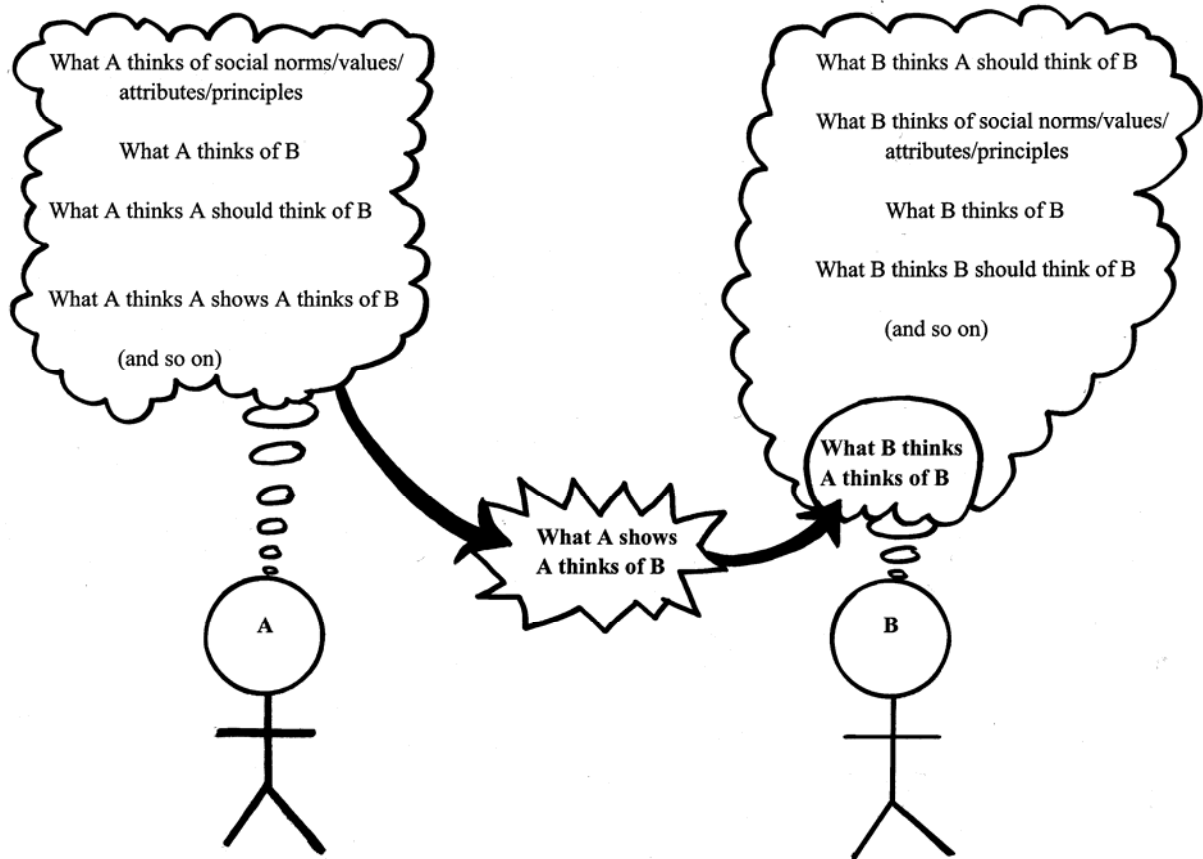 What A thinks of social norms/values/
attributes/principles
What A thinks of B
What A thinks A should think of B
What A thinks A shows A thinks of B
(and so on)
What A shows
A thinks of B
What B thinks A should think of B
What B thinks of social norms/values/
attributes/principles
What B thinks of B
What B thinks B should think of B
(and so on)
What B thinks
A thinks of B
A
B